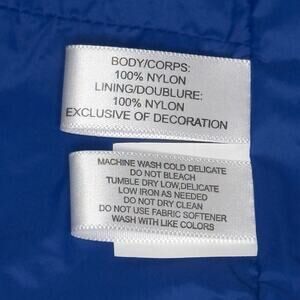 BODY/CORPS:
100% NYLON
LINING/DOUBLURE:
100% NYLON
EXCLUSIVE OF DECORATION
MACHINE WASH COLD DELICATE
DO NOT BLEACH
TUMBLE DRY LOW,DELICATE
LOW IRON AS NEEDED
DO NOT DRY CLEAN
DO NOT USE FABRIC SOFTENER
WASH WITH LIKE COLORS